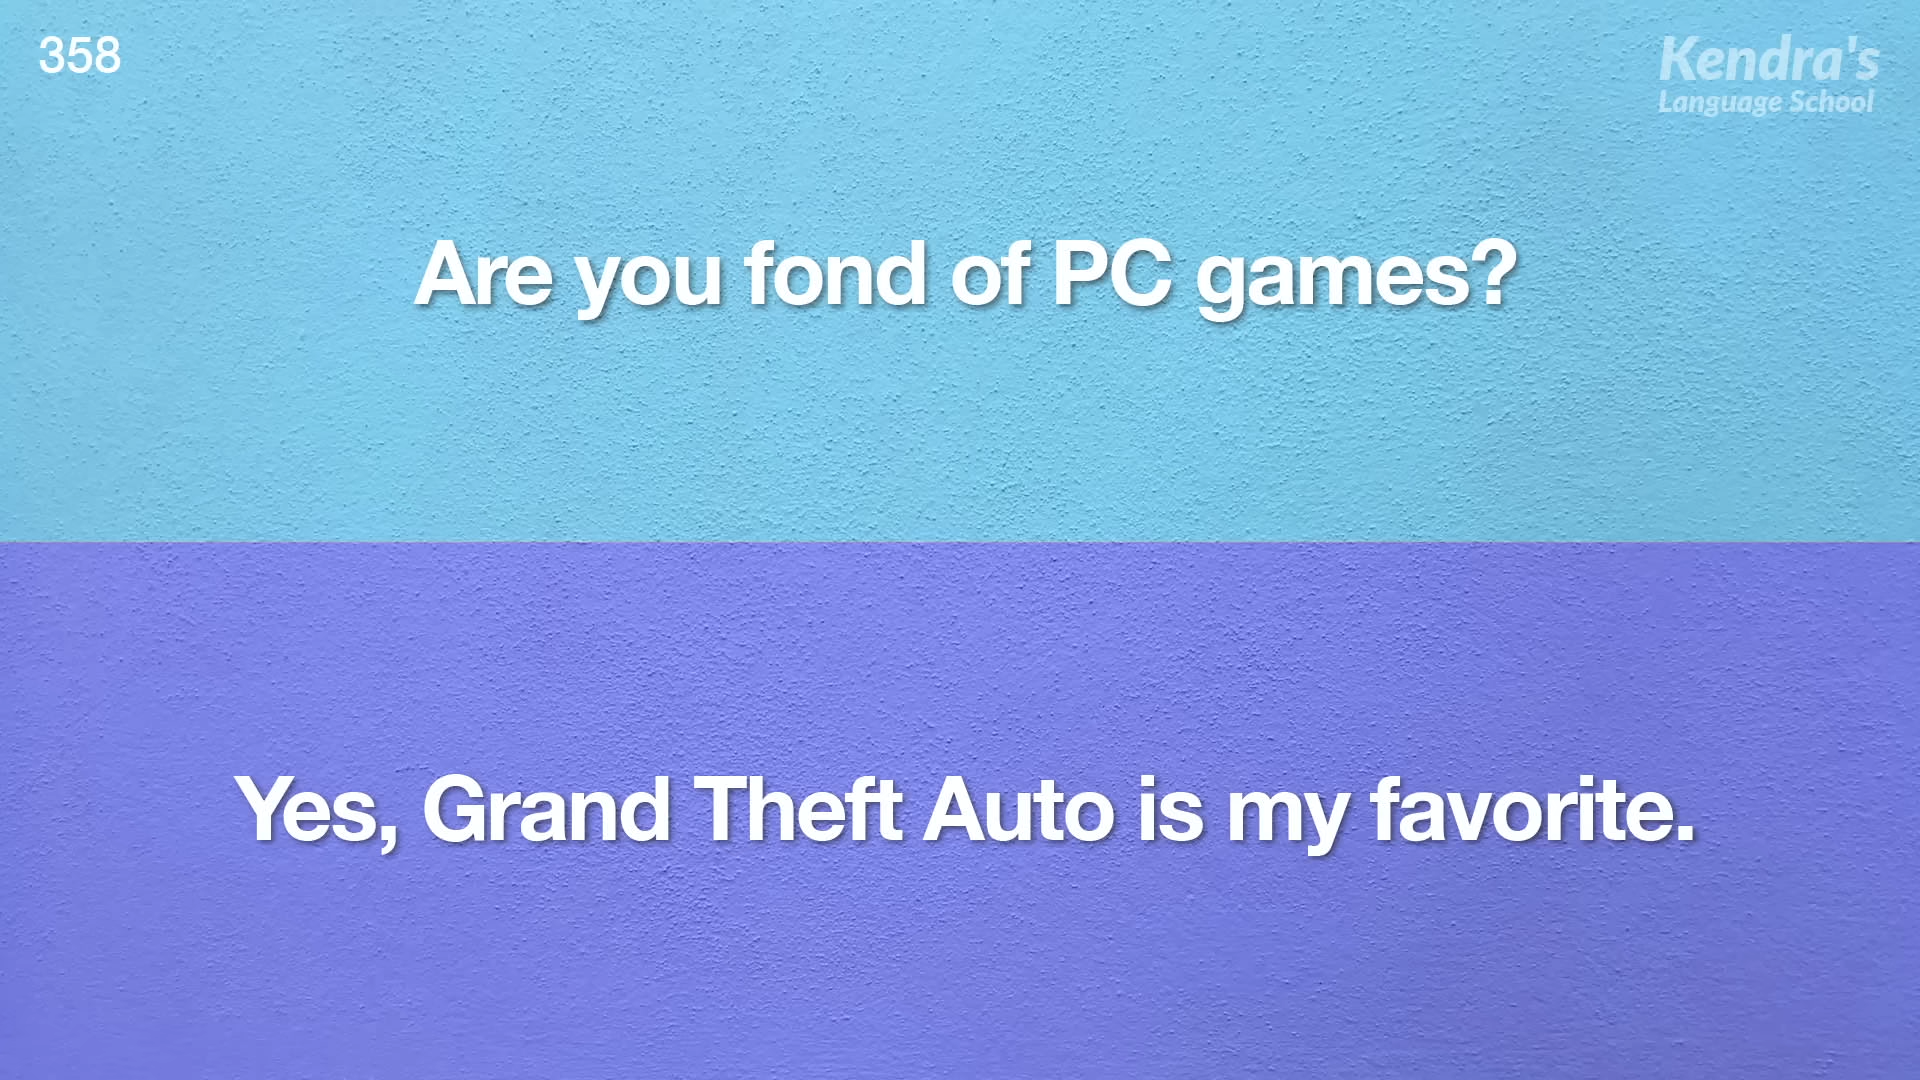 358
Kendra's
Language School
Are you fond of PC games?
Yes, Grand Theft Auto is my favorite.